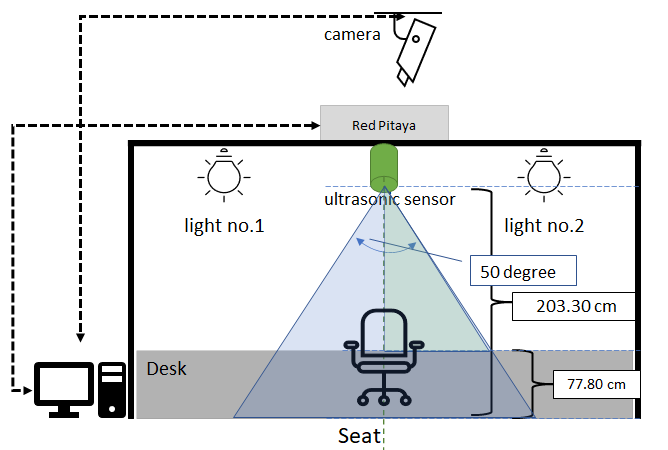 camera
Red Pitaya
ultrasonic sensor
light no.1
light no.2
50 degree
203.30 cm
Desk
77.80 cm
Seat